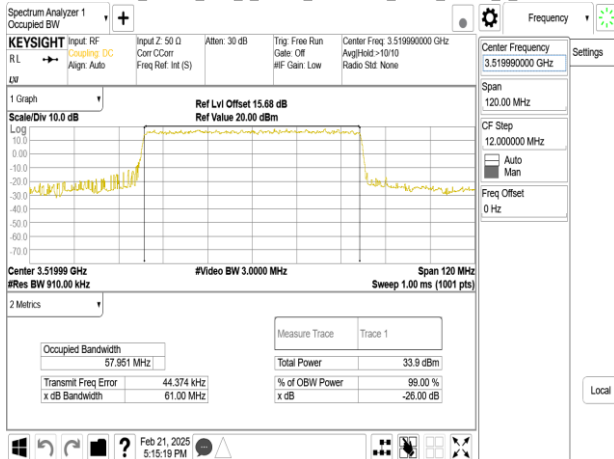 Spectrum Analyzer 1
Occupied BW
+
Frequency
KEYSIGHT
Input: RF
Input Z: 50 Ω
Atten: 30 dB
Trig: Free Run
Center Freq: 3.519990000 GHz
RL
Coupling: DC
Corr CCorr
Gate: Off
Avg|Hold:>10/10
Align: Auto
Freq Ref: Int (S)
#IF Gain: Low
Radio Std: None
LXI
Center Frequency
3.519990000 GHz
Settings
Span
120.00 MHz
CF Step
12.000000 MHz
Auto
Man
Freq Offset
0 Hz
Local
1 Graph
Ref Lvl Offset 15.68 dB
Scale/Div 10.0 dB
Ref Value 20.00 dBm
Log
10.0
0.00
-10.0
-20.0
-30.0
-40.0
-50.0
-60.0
-70.0
Center 3.51999 GHz
#Video BW 3.0000 MHz
Span 120 MHz
#Res BW 910.00 kHz
Sweep 1.00 ms (1001 pts)
2 Metrics
Measure Trace
Trace 1
Occupied Bandwidth
57.951 MHz
Total Power
33.9 dBm
Transmit Freq Error
44.374 kHz
% of OBW Power
99.00 %
x dB Bandwidth
61.00 MHz
x dB
-26.00 dB
?
Feb 21, 2025
5:15:19 PM